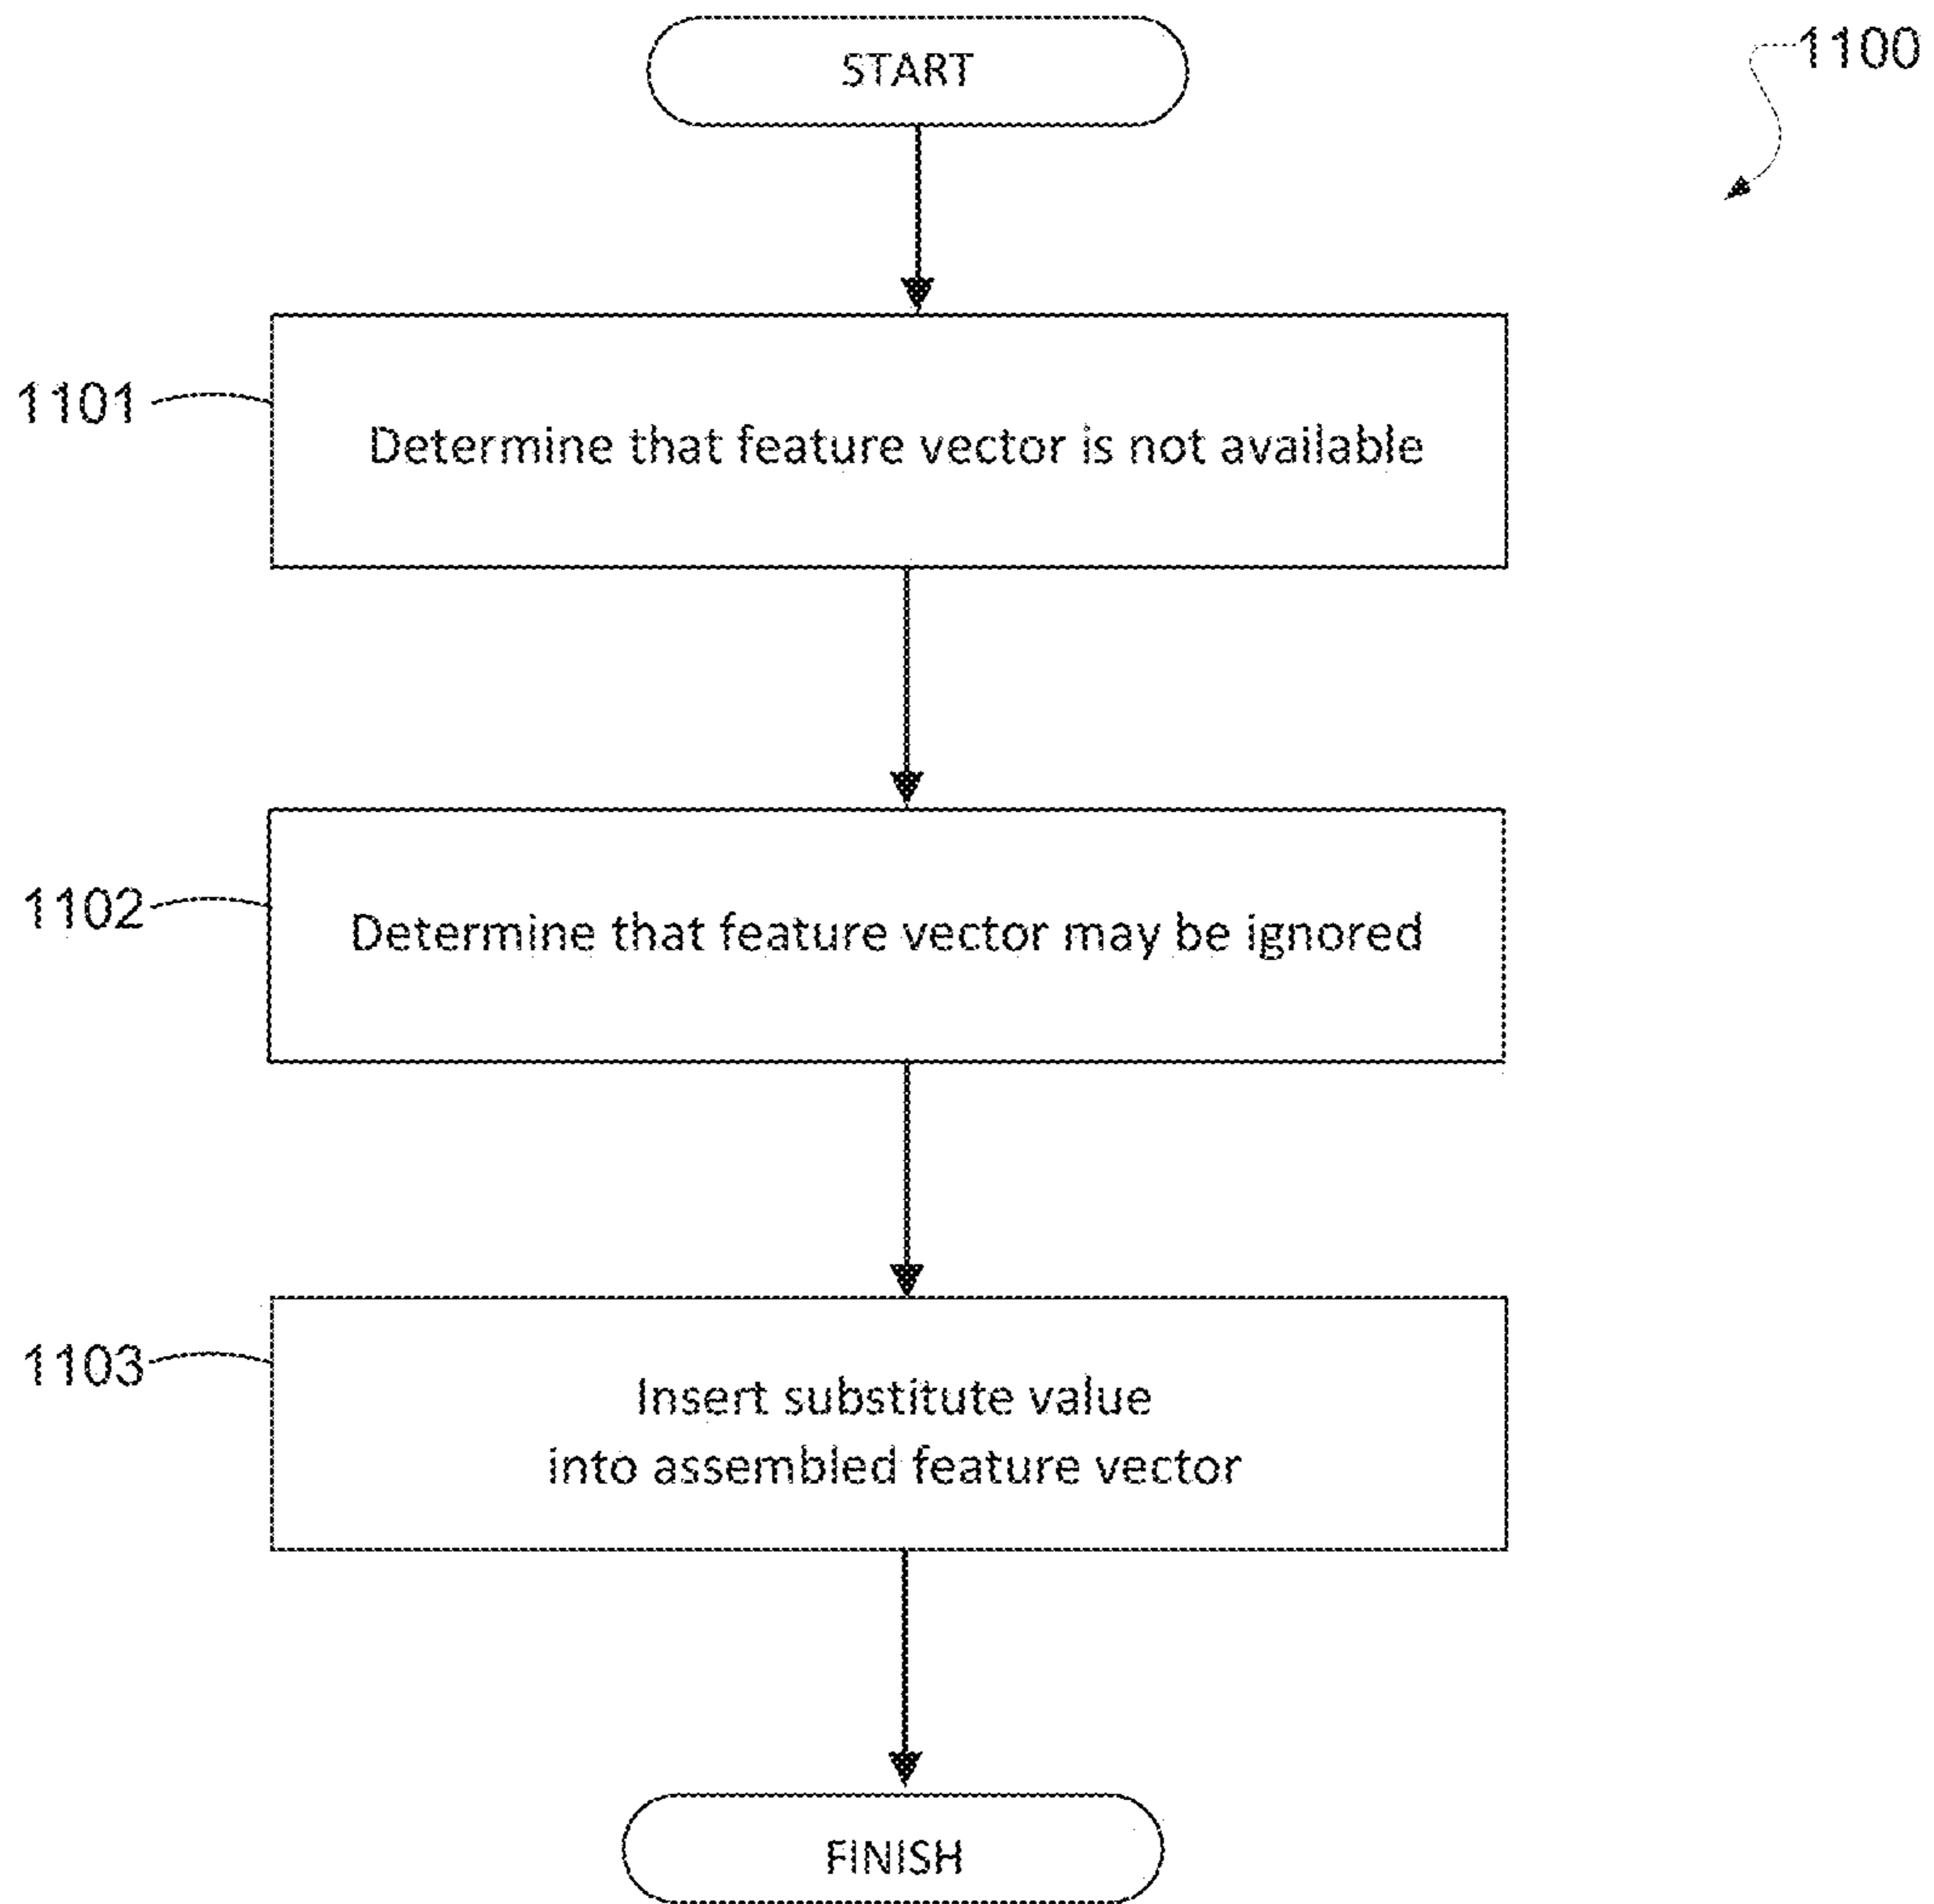 START
1100
1101
Determine that feature vector is not available
1102
Determine that feature vector may be ignored
1103
Insert substitute value
into assembled feature vector
FINISH